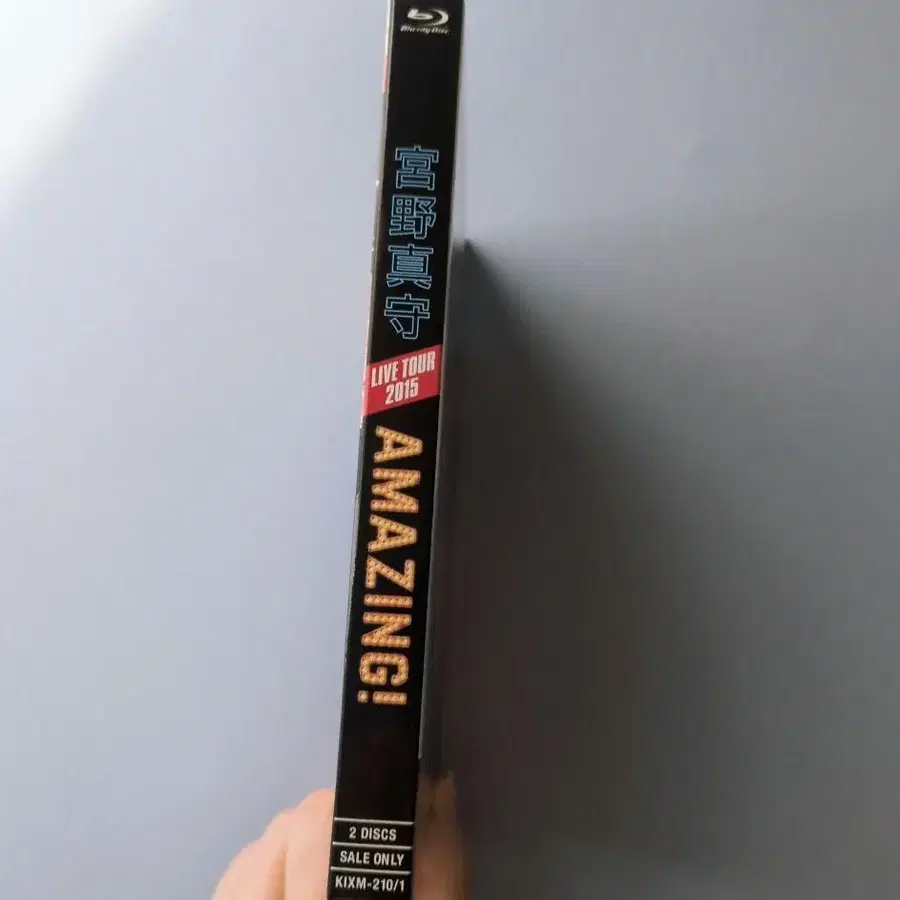 Blu-ray Disc
宮野真守
LIVE TOUR
2015
AMAZING!
2 DISCS
SALE ONLY
KIXM-210/1